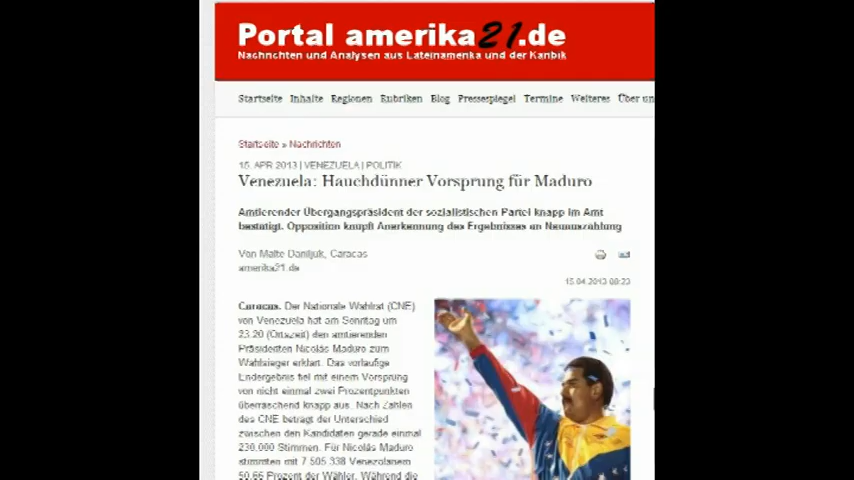 Portal amerika21.de
Nachrichten und Analysen aus Lateinamerika und der Karibik
Startseite Inhalte Regionen Rubriken Blog Pressespiegel Termine Weiteres Über un
Startseite » Nachrichten
15. APR 2013 | VENEZUELA | POLITIK
Venezuela: Hauchdünner Vorsprung für Maduro
Amtierender Übergangspräsident der sozialistischen Partei knapp im Amt
bestätigt. Opposition knüpft Anerkennung des Ergebnisses an Neuauszählung
Von Malte Daniljuk, Caracas
amerika21.de
15.04.2013 08:23
Caracas. Der Nationale Wahlrat (CNE)
von Venezuela hat am Sonntag um
23.20 (Ortszeit) den amtierenden
Präsidenten Nicolás Maduro zum
Wahlsieger erklärt. Das vorläufige
Endergebnis fiel mit einem Vorsprung
von nicht einmal zwei Prozentpunkten
überraschend knapp aus. Nach Zahlen
des CNE beträgt der Unterschied
zwischen den Kandidaten gerade einmal
230.000 Stimmen. Für Nicolás Maduro
stimmten mit 7.505.338 Venezolanern
50,66 Prozent der Wähler. Während die